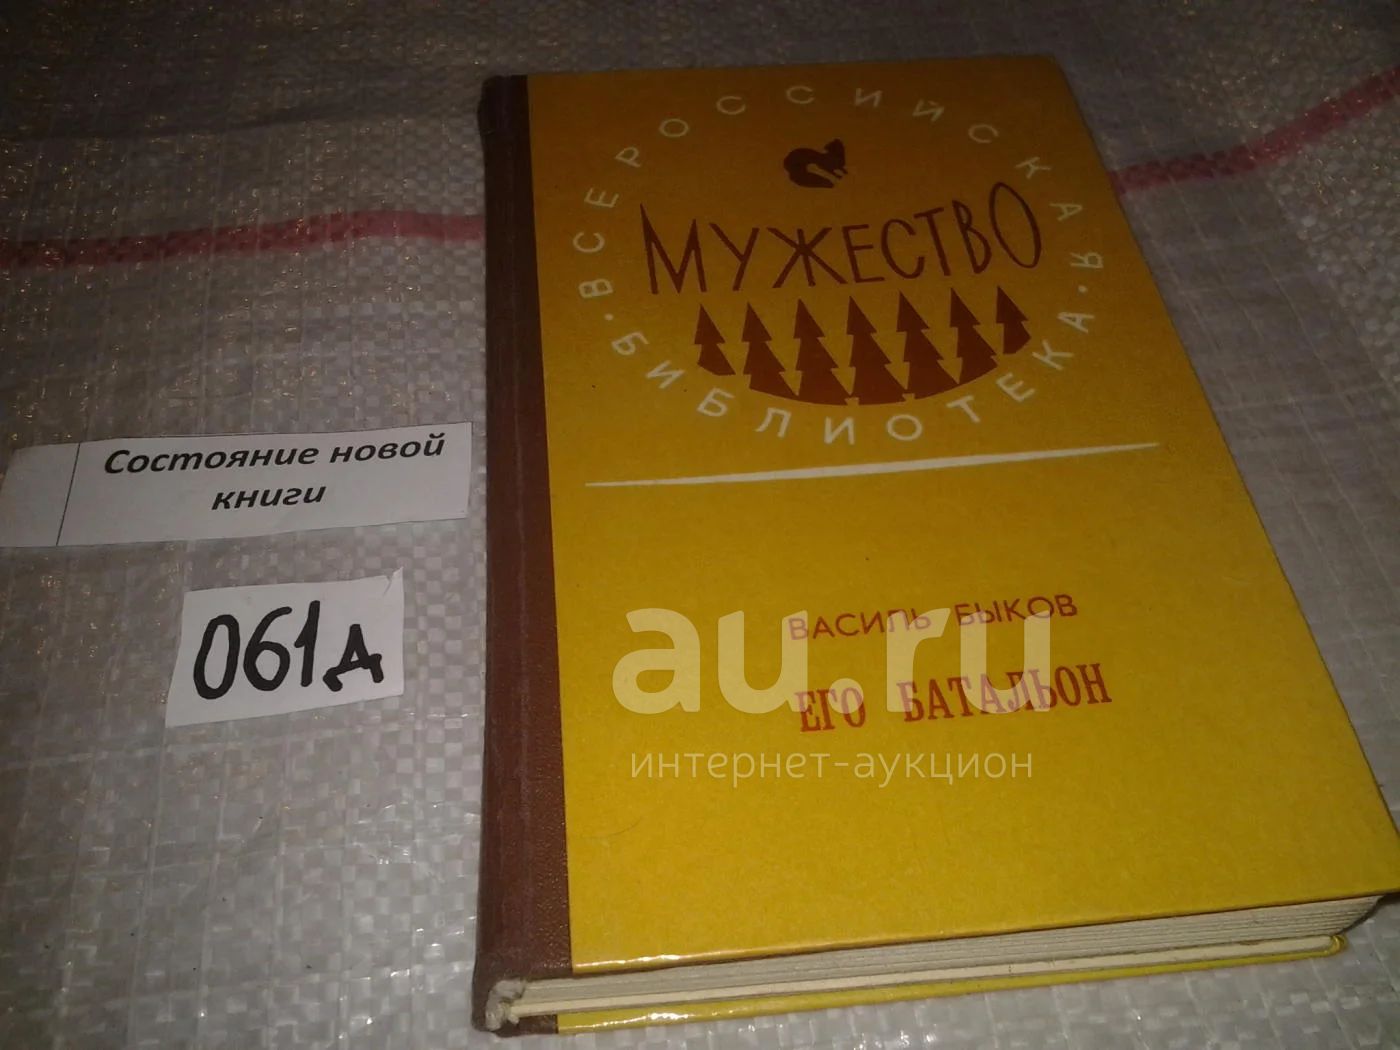 ВСЕРОССИЙСКАЯ
МУЖЕСТВО
· БИБЛИОТЕКА ·
Состояние новой
книги
061д
ВАСИЛЬ БЫКОВ
ЕГО БАТАЛЬОН
au.ru
интернет-аукцион